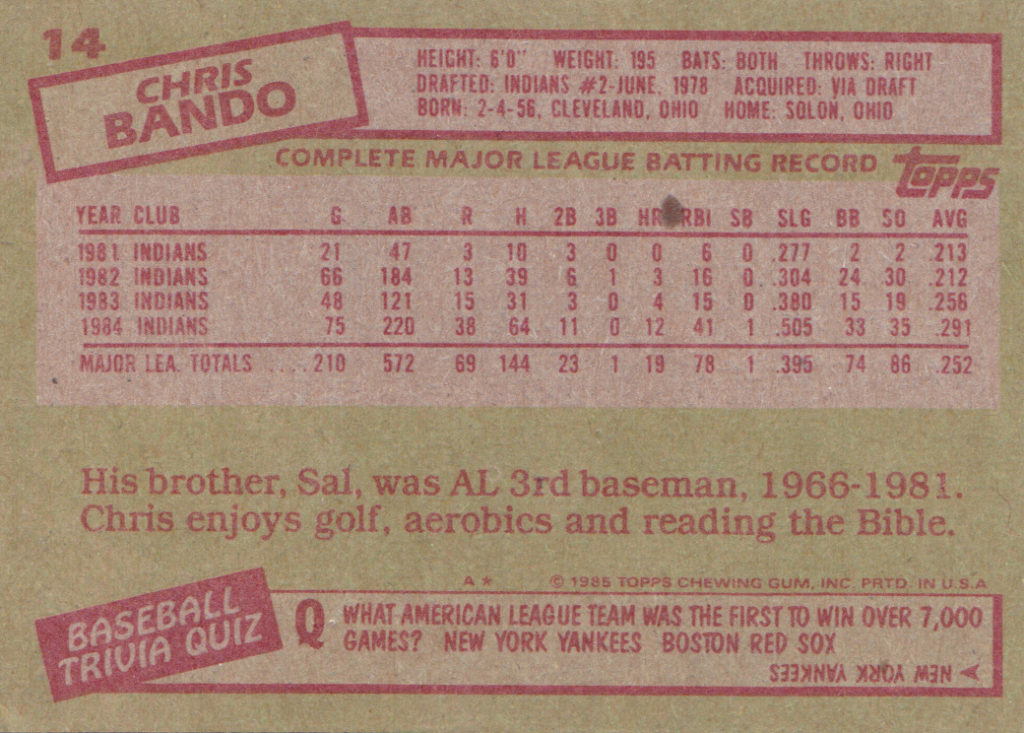 14
CHRIS
BANDO
HEIGHT: 6'0" WEIGHT: 195 BATS: BOTH THROWS: RIGHT
DRAFTED: INDIANS #2-JUNE, 1978 ACQUIRED: VIA DRAFT
BORN: 2-4-56, CLEVELAND, OHIO HOME: SOLON, OHIO
COMPLETE MAJOR LEAGUE BATTING RECORD
topps
YEAR CLUB G AB R H 2B 3B HR RBI SB SLG BB SO AVG
1981 INDIANS 21 47 3 10 3 0 0 6 0 .277 2 2 .213
1982 INDIANS 66 184 13 39 6 1 3 16 0 .304 24 30 .212
1983 INDIANS 48 121 15 31 3 0 4 15 0 .380 15 19 .256
1984 INDIANS 75 220 38 64 11 0 12 41 1 .505 33 35 .291
MAJOR LEA. TOTALS ....210 572 69 144 23 1 19 78 1 .395 74 86 .252
His brother, Sal, was AL 3rd baseman, 1966-1981.
Chris enjoys golf, aerobics and reading the Bible.
A* © 1985 TOPPS CHEWING GUM, INC. PRTD. IN U.S.A
BASEBALL
TRIVIA QUIZ
Q WHAT AMERICAN LEAGUE TEAM WAS THE FIRST TO WIN OVER 7,000
GAMES? NEW YORK YANKEES BOSTON RED SOX
NEW YORK YANKEES